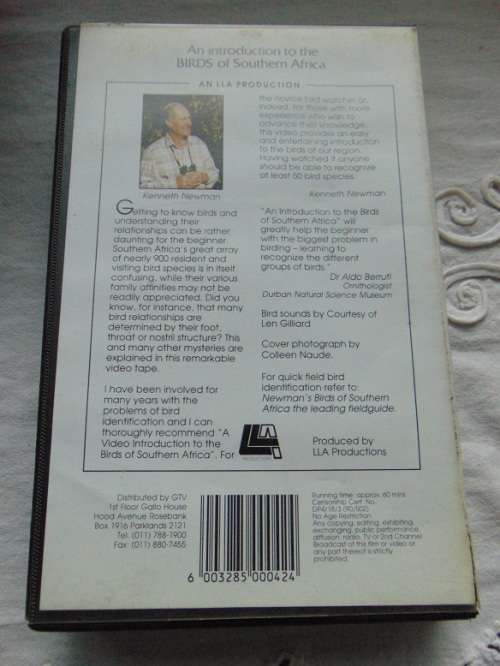 An introduction to the
BIRDS of Southern Africa
AN LLA PRODUCTION
Kenneth Newman
Getting to know birds and
understanding their
relationships can be rather
daunting for the beginner.
Southern Africa's great array
of nearly 900 resident and
visiting bird species is in itself
confusing, while their various
family affinities may not be
readily appreciated. Did you
know, for instance, that many
bird relationships are
determined by their foot,
throat or nostril structure? This
and many other mysteries are
explained in this remarkable
video tape.
I have been involved for
many years with the
problems of bird
identification and I can
thoroughly recommend "A
Video Introduction to the
Birds of Southern Africa". For
the novice bird watcher or,
indeed, for those with more
experience who wish to
advance their knowledge,
this video provides an easy
and entertaining introduction
to the birds of our region.
Having watched it anyone
should be able to recognize
at least 60 bird species.
Kenneth Newman
"An Introduction to the Birds
of Southern Africa" will
greatly help the beginner
with the biggest problem in
birding – learning to
recognize the different
groups of birds."
Dr Aldo Berruti
Ornithologist
Durban Natural Science Museum
Bird sounds by Courtesy of
Len Gilliard
Cover photograph by
Colleen Naude.
For quick field bird
identification refer to:
Newman's Birds of Southern
Africa the leading fieldguide.
LLA
PRODUCTIONS
Produced by
LLA Productions
Distributed by GTV
1st Floor Gallo House
Hood Avenue Rosebank
Box 1916 Parklands 2121
Tel: (011) 788-1900
Fax: (011) 880-7455
6 003285 000424
Running time: approx. 60 mins
Censorship Cert. No.
No Age Restriction
Any copying, editing, exhibiting,
exchanging, public performance,
diffusion, radio, TV or 2nd Channel
Broadcast of this film or video or
any part thereof is strictly
prohibited.